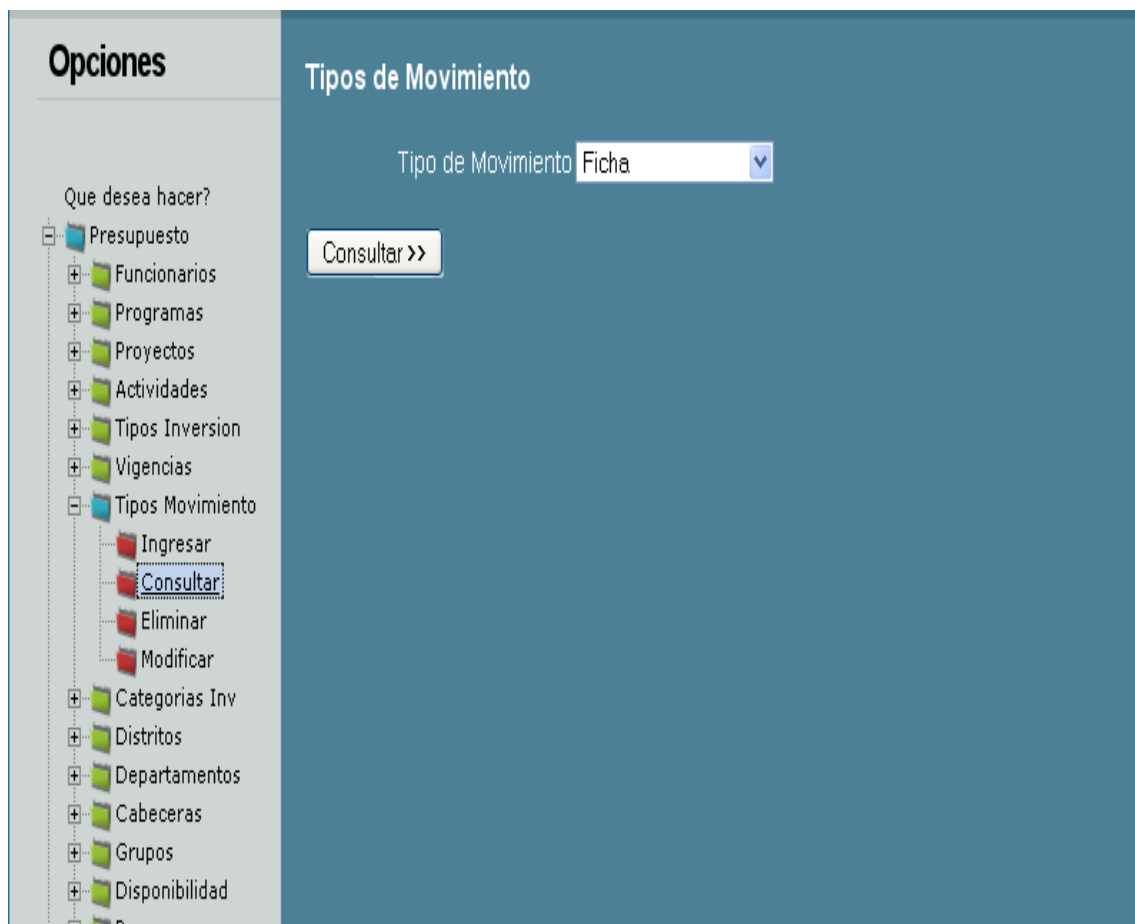 Opciones
Que desea hacer?
Presupuesto
Funcionarios
Programas
Proyectos
Actividades
Tipos Inversion
Vigencias
Tipos Movimiento
Ingresar
Consultar
Eliminar
Modificar
Categorias Inv
Distritos
Departamentos
Cabeceras
Grupos
Disponibilidad
Tipos de Movimiento
Tipo de Movimiento Ficha
Consultar >>